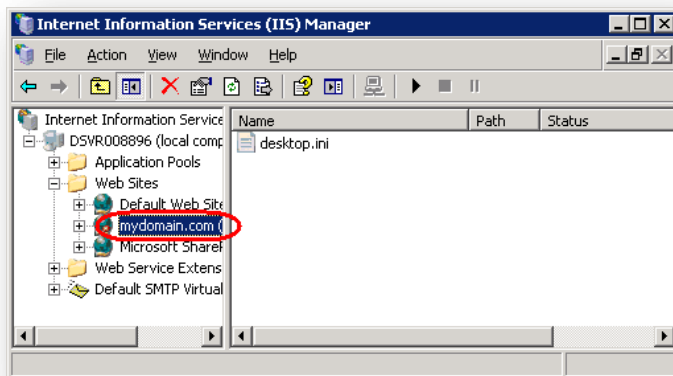 Internet Information Services (IIS) Manager
File Action View Window Help
Internet Information Service
DSVR008896 (local comp
Application Pools
Web Sites
Default Web Site
mydomain.com (
Microsoft ShareP
Web Service Extens
Default SMTP Virtual
Name Path Status
desktop.ini